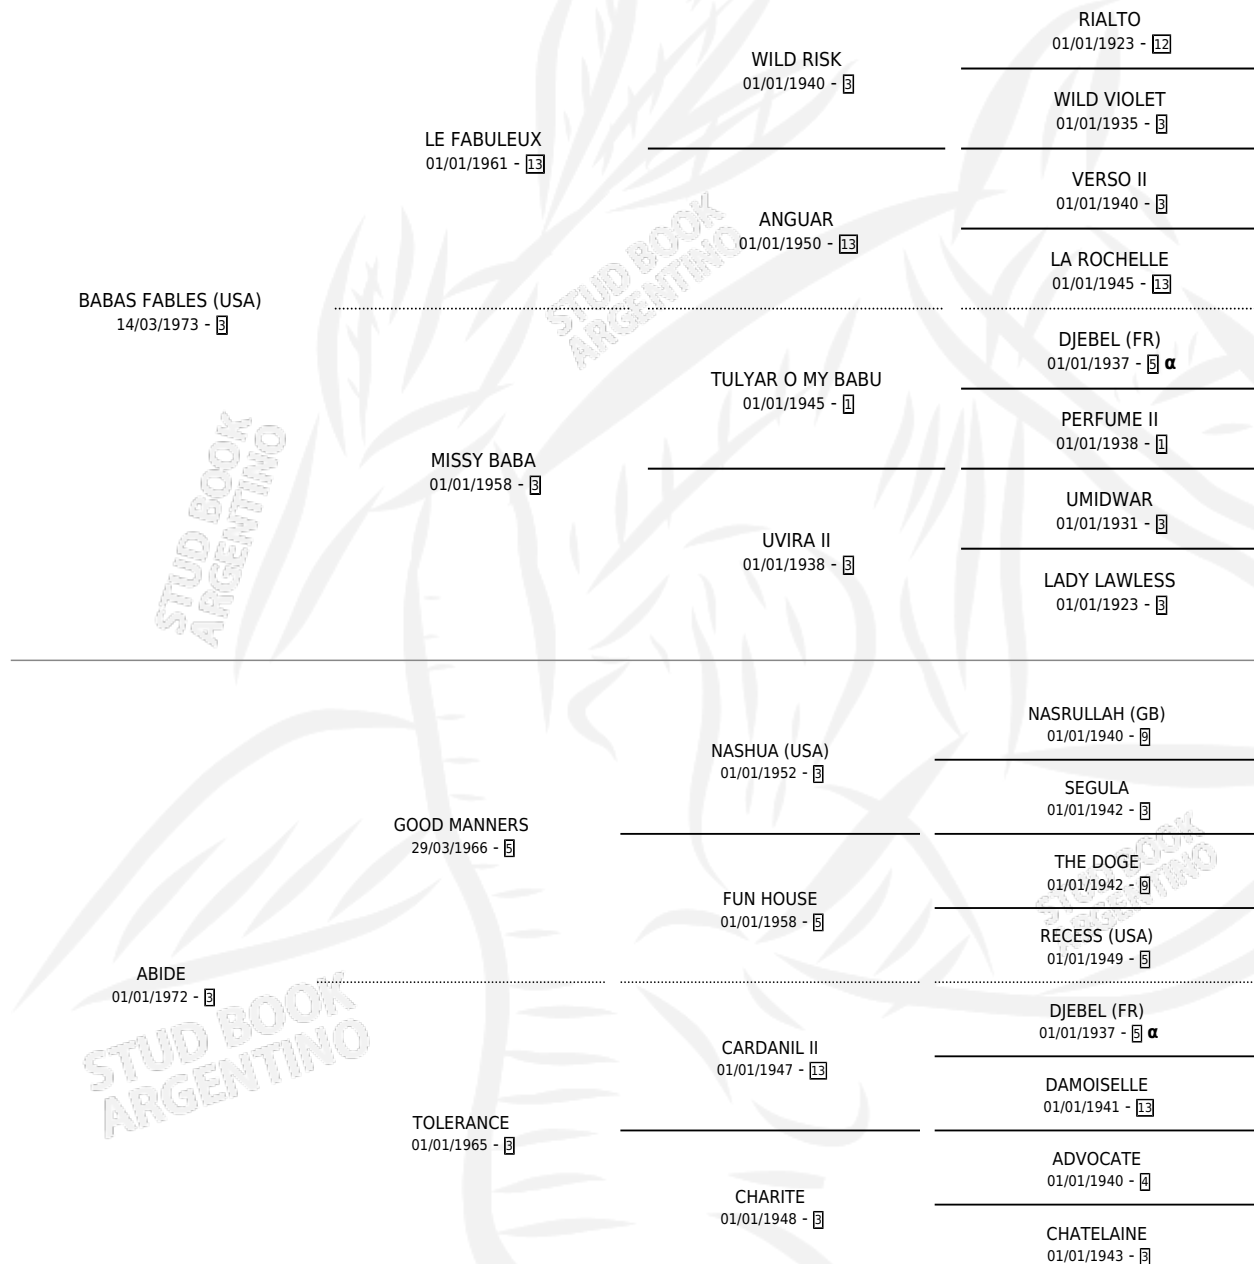 RIALTO
01/01/1923 - 12
WILD RISK
01/01/1940 - 3
WILD VIOLET
01/01/1935 - 3
LE FABULEUX
01/01/1961 - 13
VERSO II
01/01/1940 - 3
ANGUAR
01/01/1950 - 13
LA ROCHELLE
01/01/1945 - 13
BABAS FABLES (USA)
14/03/1973 - 3
DJEBEL (FR)
01/01/1937 - 5 α
TULYAR O MY BABU
01/01/1945 - 1
PERFUME II
01/01/1938 - 1
MISSY BABA
01/01/1958 - 3
UMIDWAR
01/01/1931 - 3
UVIRA II
01/01/1938 - 3
LADY LAWLESS
01/01/1923 - 3
NASRULLAH (GB)
01/01/1940 - 9
NASHUA (USA)
01/01/1952 - 3
SEGULA
01/01/1942 - 3
GOOD MANNERS
29/03/1966 - 5
THE DOGE
01/01/1942 - 9
FUN HOUSE
01/01/1958 - 5
RECESS (USA)
01/01/1949 - 5
ABIDE
01/01/1972 - 3
DJEBEL (FR)
01/01/1937 - 5 α
CARDANIL II
01/01/1947 - 13
DAMOISELLE
01/01/1941 - 13
TOLERANCE
01/01/1965 - 3
ADVOCATE
01/01/1940 - 4
CHARITE
01/01/1948 - 3
CHATELAINE
01/01/1943 - 3
STUD BOOK
ARGENTINO
STUD BOOK
ARGENTINO
STUD BOOK
ARGENTINO
STUD BOOK
ARGENTINO